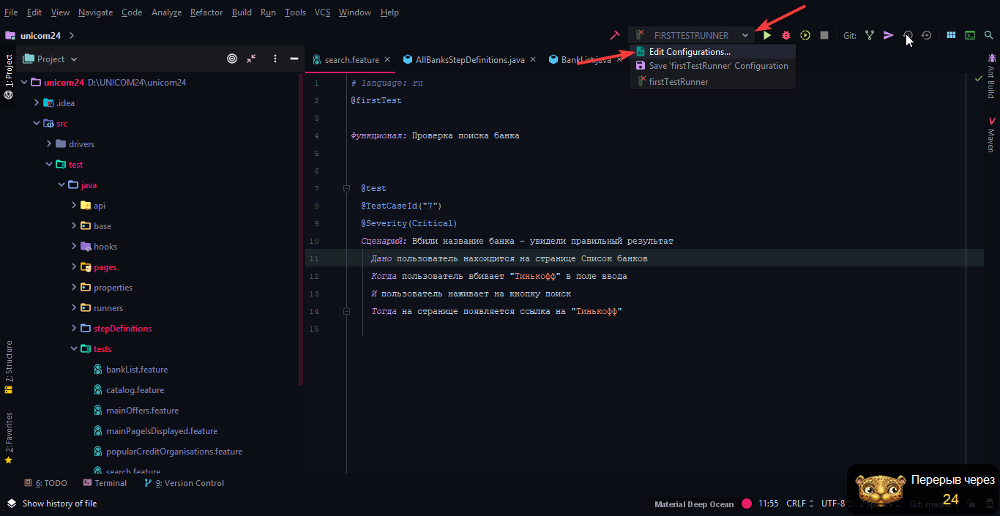 File Edit View Navigate Code Analyze Refactor Build Run Tools VCS Window Help
unicom24
FIRSTTESTRUNNER
Git:
1: Project
Project
search.feature
AllBanksStepDefinitions.java
BankList.java
Edit Configurations...
Save 'firstTestRunner' Configuration
firstTestRunner
Ant Build
Maven
unicom24 D:\UNICOM24\unicom24
.idea
src
drivers
test
java
api
base
hooks
pages
properties
runners
stepDefinitions
tests
bankList.feature
catalog.feature
mainOffers.feature
mainPageIsDisplayed.feature
popularCreditOrganisations.feature
search.feature
7: Structure
2: Favorites
1 # language: ru
2 @firstTest
3
4 Функционал: Проверка поиска банка
5
6
7 @test
8 @TestCaseId("7")
9 @Severity(Critical)
10 Сценарий: Вбили название банка - увидели правильный результат
11 Дано пользователь нахоидится на странице Список банков
12 Когда пользователь вбивает "Тинькофф" в поле ввода
13 И пользователь наживает на кнопку поиск
14 Тогда на странице появляется ссылка на "Тинькофф"
15
6: TODO Terminal 9: Version Control
Show history of file
Material Deep Ocean 11:55 CRLF UTF-8 2 spaces Git: master
Перерыв через
24